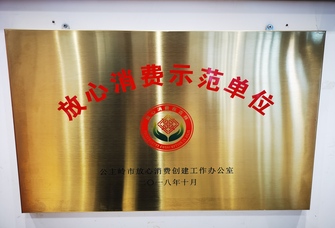 放心消费示范单位
公主岭市放心消费创建工作办公室
二〇一八年十月